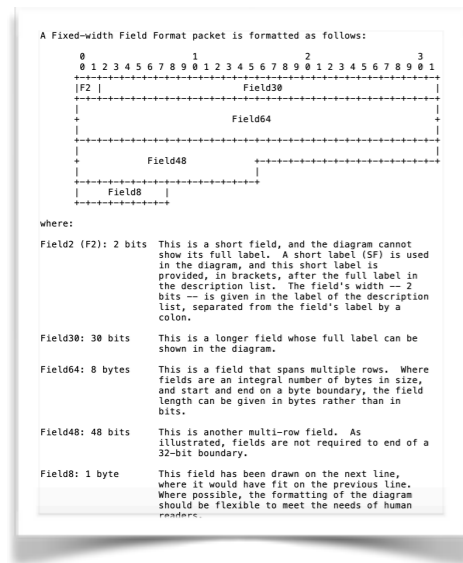 A Fixed-width Field Format packet is formatted as follows:
0 1 2 3
0 1 2 3 4 5 6 7 8 9 0 1 2 3 4 5 6 7 8 9 0 1 2 3 4 5 6 7 8 9 0 1
+-+-+-+-+-+-+-+-+-+-+-+-+-+-+-+-+-+-+-+-+-+-+-+-+-+-+-+-+-+-+-+-+
|F2 | Field30 |
+-+-+-+-+-+-+-+-+-+-+-+-+-+-+-+-+-+-+-+-+-+-+-+-+-+-+-+-+-+-+-+-+
| |
+ Field64 +
| |
+-+-+-+-+-+-+-+-+-+-+-+-+-+-+-+-+-+-+-+-+-+-+-+-+-+-+-+-+-+-+-+-+
| |
+ Field48 +-+-+-+-+-+-+-+-+-+-+-+-+-+-+-+-+
| |
+-+-+-+-+-+-+-+-+-+-+-+-+-+-+-+-+
| Field8 |
+-+-+-+-+-+-+-+-+
where:
Field2 (F2): 2 bits This is a short field, and the diagram cannot
show its full label. A short label (SF) is used
in the diagram, and this short label is
provided, in brackets, after the full label in
the description list. The field's width -- 2
bits -- is given in the label of the description
list, separated from the field's label by a
colon.
Field30: 30 bits This is a longer field whose full label can be
shown in the diagram.
Field64: 8 bytes This is a field that spans multiple rows. Where
fields are an integral number of bytes in size,
and start and end on a byte boundary, the field
length can be given in bytes rather than in
bits.
Field48: 48 bits This is another multi-row field. As
illustrated, fields are not required to end of a
32-bit boundary.
Field8: 1 byte This field has been drawn on the next line,
where it would have fit on the previous line.
Where possible, the formatting of the diagram
should be flexible to meet the needs of human
readers.